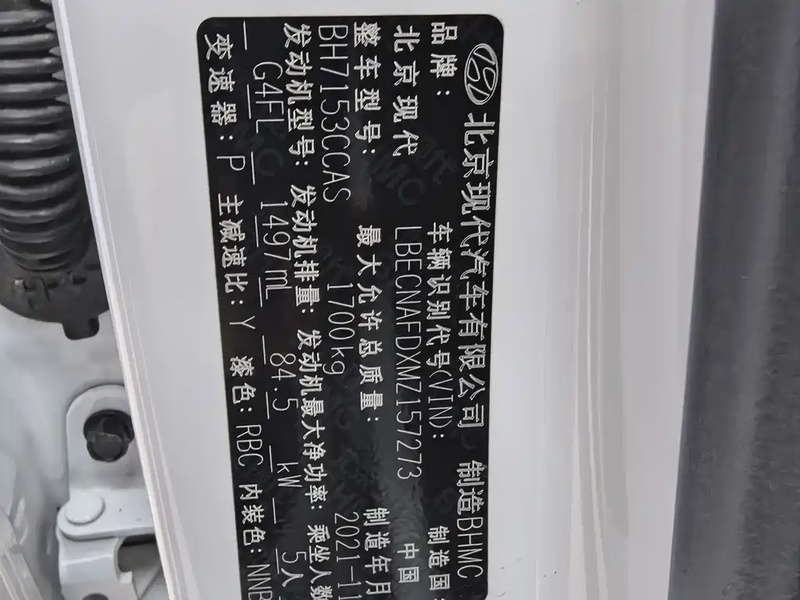 北京现代汽车有限公司 制造BHMC
品牌: 车辆识别代号(VIN): 制造国:
北京现代 LBECNAFDXMZ157273 中国
整车型号: 最大允许总质量: 制造年月
BH7153CCAS 1700kg 2021-11
发动机型号: 发动机排量: 发动机最大净功率: 乘坐人数
G4FL 1497ml 84.5 kW 5人
变速器: P 主减速比: Y 漆色: RBC 内装色: NNB